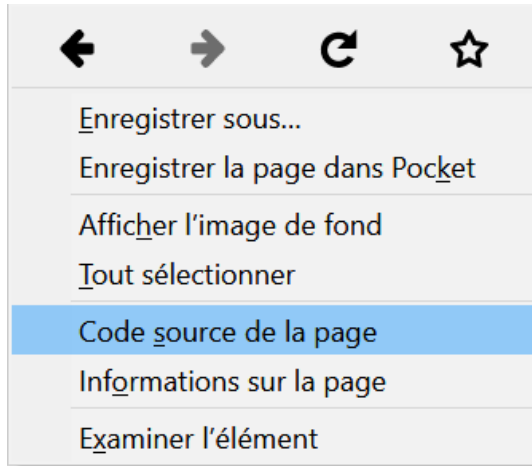 Enregistrer sous...
Enregistrer la page dans Pocket
Afficher l'image de fond
Tout sélectionner
Code source de la page
Informations sur la page
Examiner l'élément